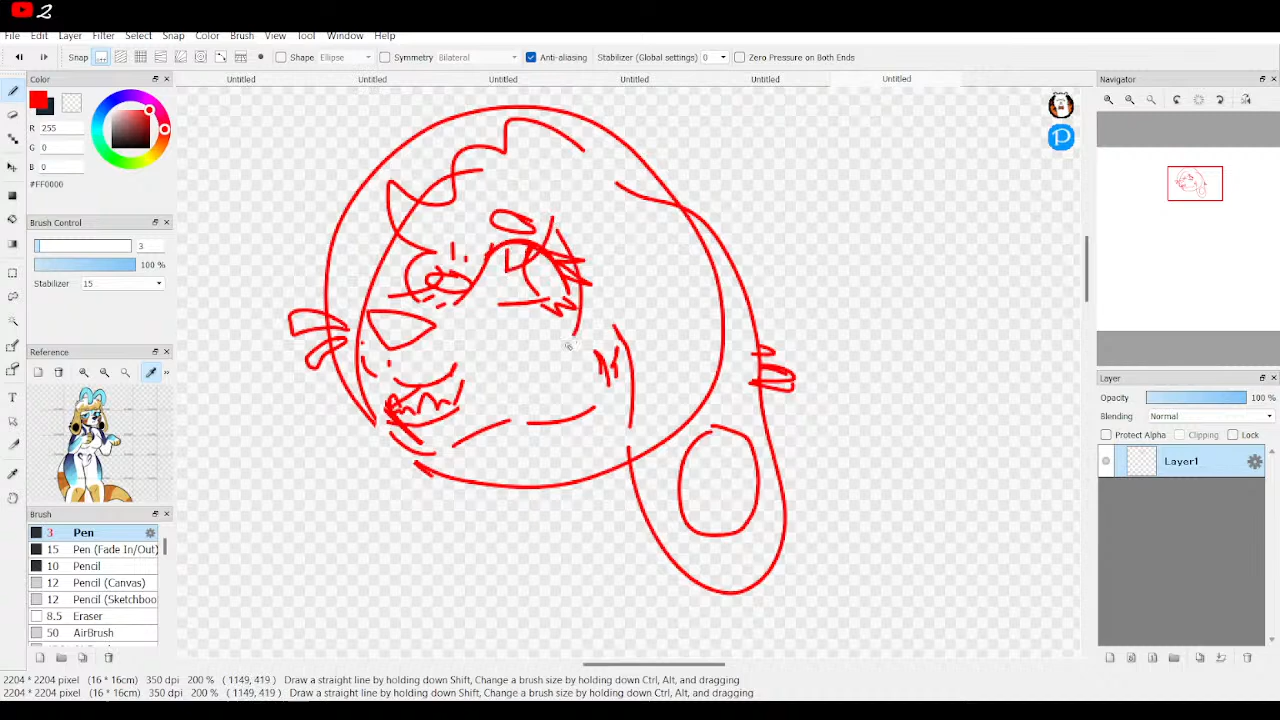 2
File Edit Layer Filter Select Snap Color Brush View Tool Window Help
Snap Shape Ellipse Symmetry Bilateral Anti-aliasing Stabilizer (Global settings) 0 Zero Pressure on Both Ends
Untitled Untitled Untitled Untitled Untitled Untitled
Color
R 255
G 0
B 0
#FF0000
Brush Control
3
100 %
Stabilizer 15
Reference
Brush
3 Pen
15 Pen (Fade In/Out)
10 Pencil
12 Pencil (Canvas)
12 Pencil (Sketchboo
8.5 Eraser
50 AirBrush
Navigator
Layer
Opacity 100 %
Blending Normal
Protect Alpha Clipping Lock
Layer1
2204 * 2204 pixel (16 * 16cm) 350 dpi 200 % ( 1149, 419 ) Draw a straight line by holding down Shift, Change a brush size by holding down Ctrl, Alt, and dragging
2204 * 2204 pixel (16 * 16cm) 350 dpi 200 % ( 1149, 419 ) Draw a straight line by holding down Shift, Change a brush size by holding down Ctrl, Alt, and dragging